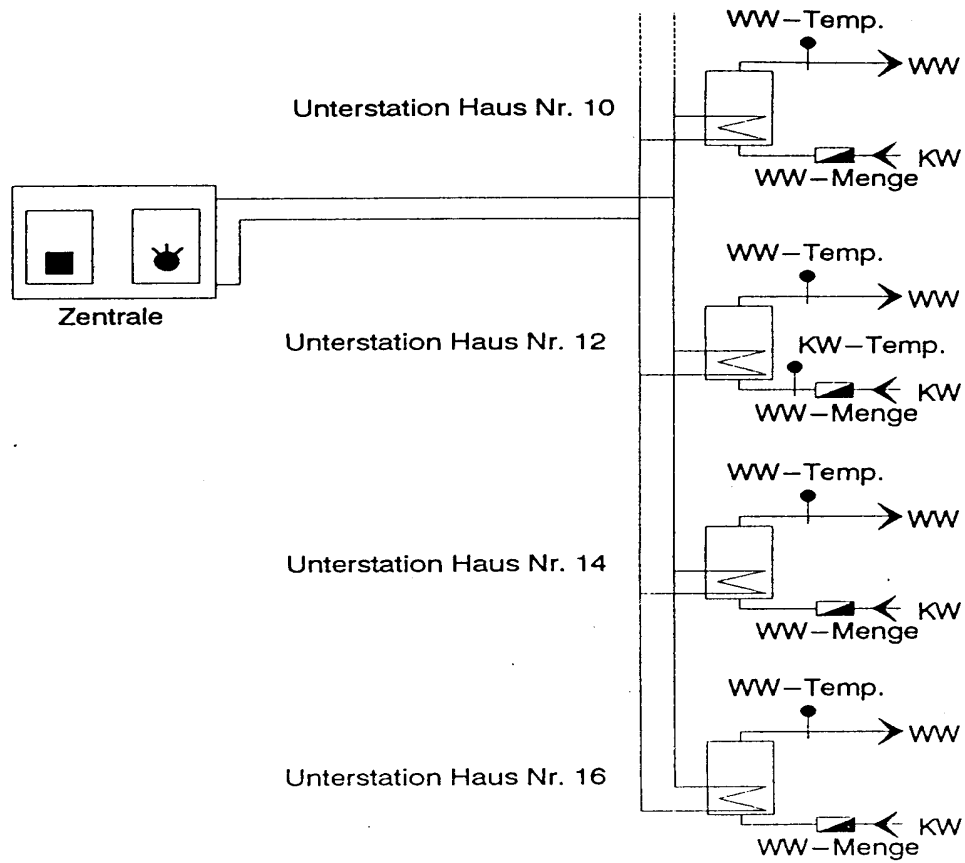 WW–Temp.
WW
Unterstation Haus Nr. 10
KW
WW–Menge
WW–Temp.
WW
Zentrale
Unterstation Haus Nr. 12
KW–Temp.
KW
WW–Menge
WW–Temp.
WW
Unterstation Haus Nr. 14
KW
WW–Menge
WW–Temp.
WW
Unterstation Haus Nr. 16
KW
WW–Menge